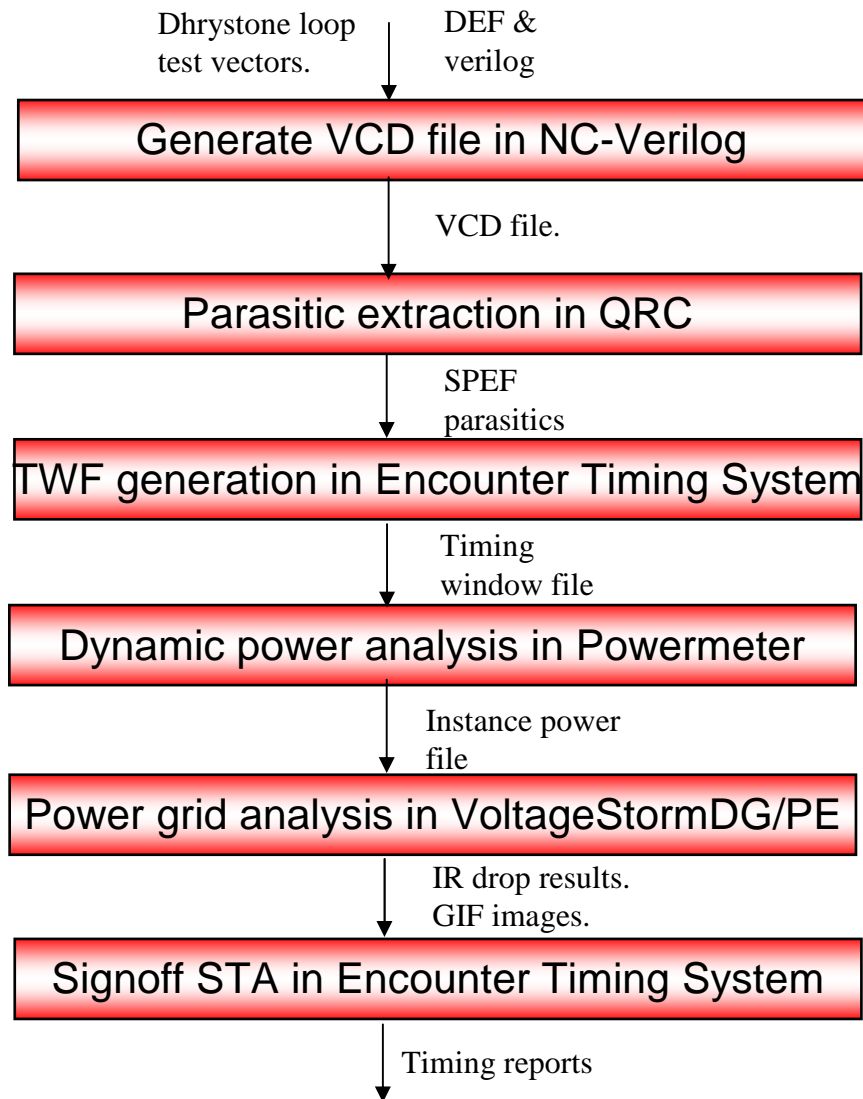 Dhrystone loop
test vectors.
DEF &
verilog
Generate VCD file in NC-Verilog
VCD file.
Parasitic extraction in QRC
SPEF
parasitics
TWF generation in Encounter Timing System
Timing
window file
Dynamic power analysis in Powermeter
Instance power
file
Power grid analysis in VoltageStormDG/PE
IR drop results.
GIF images.
Signoff STA in Encounter Timing System
Timing reports